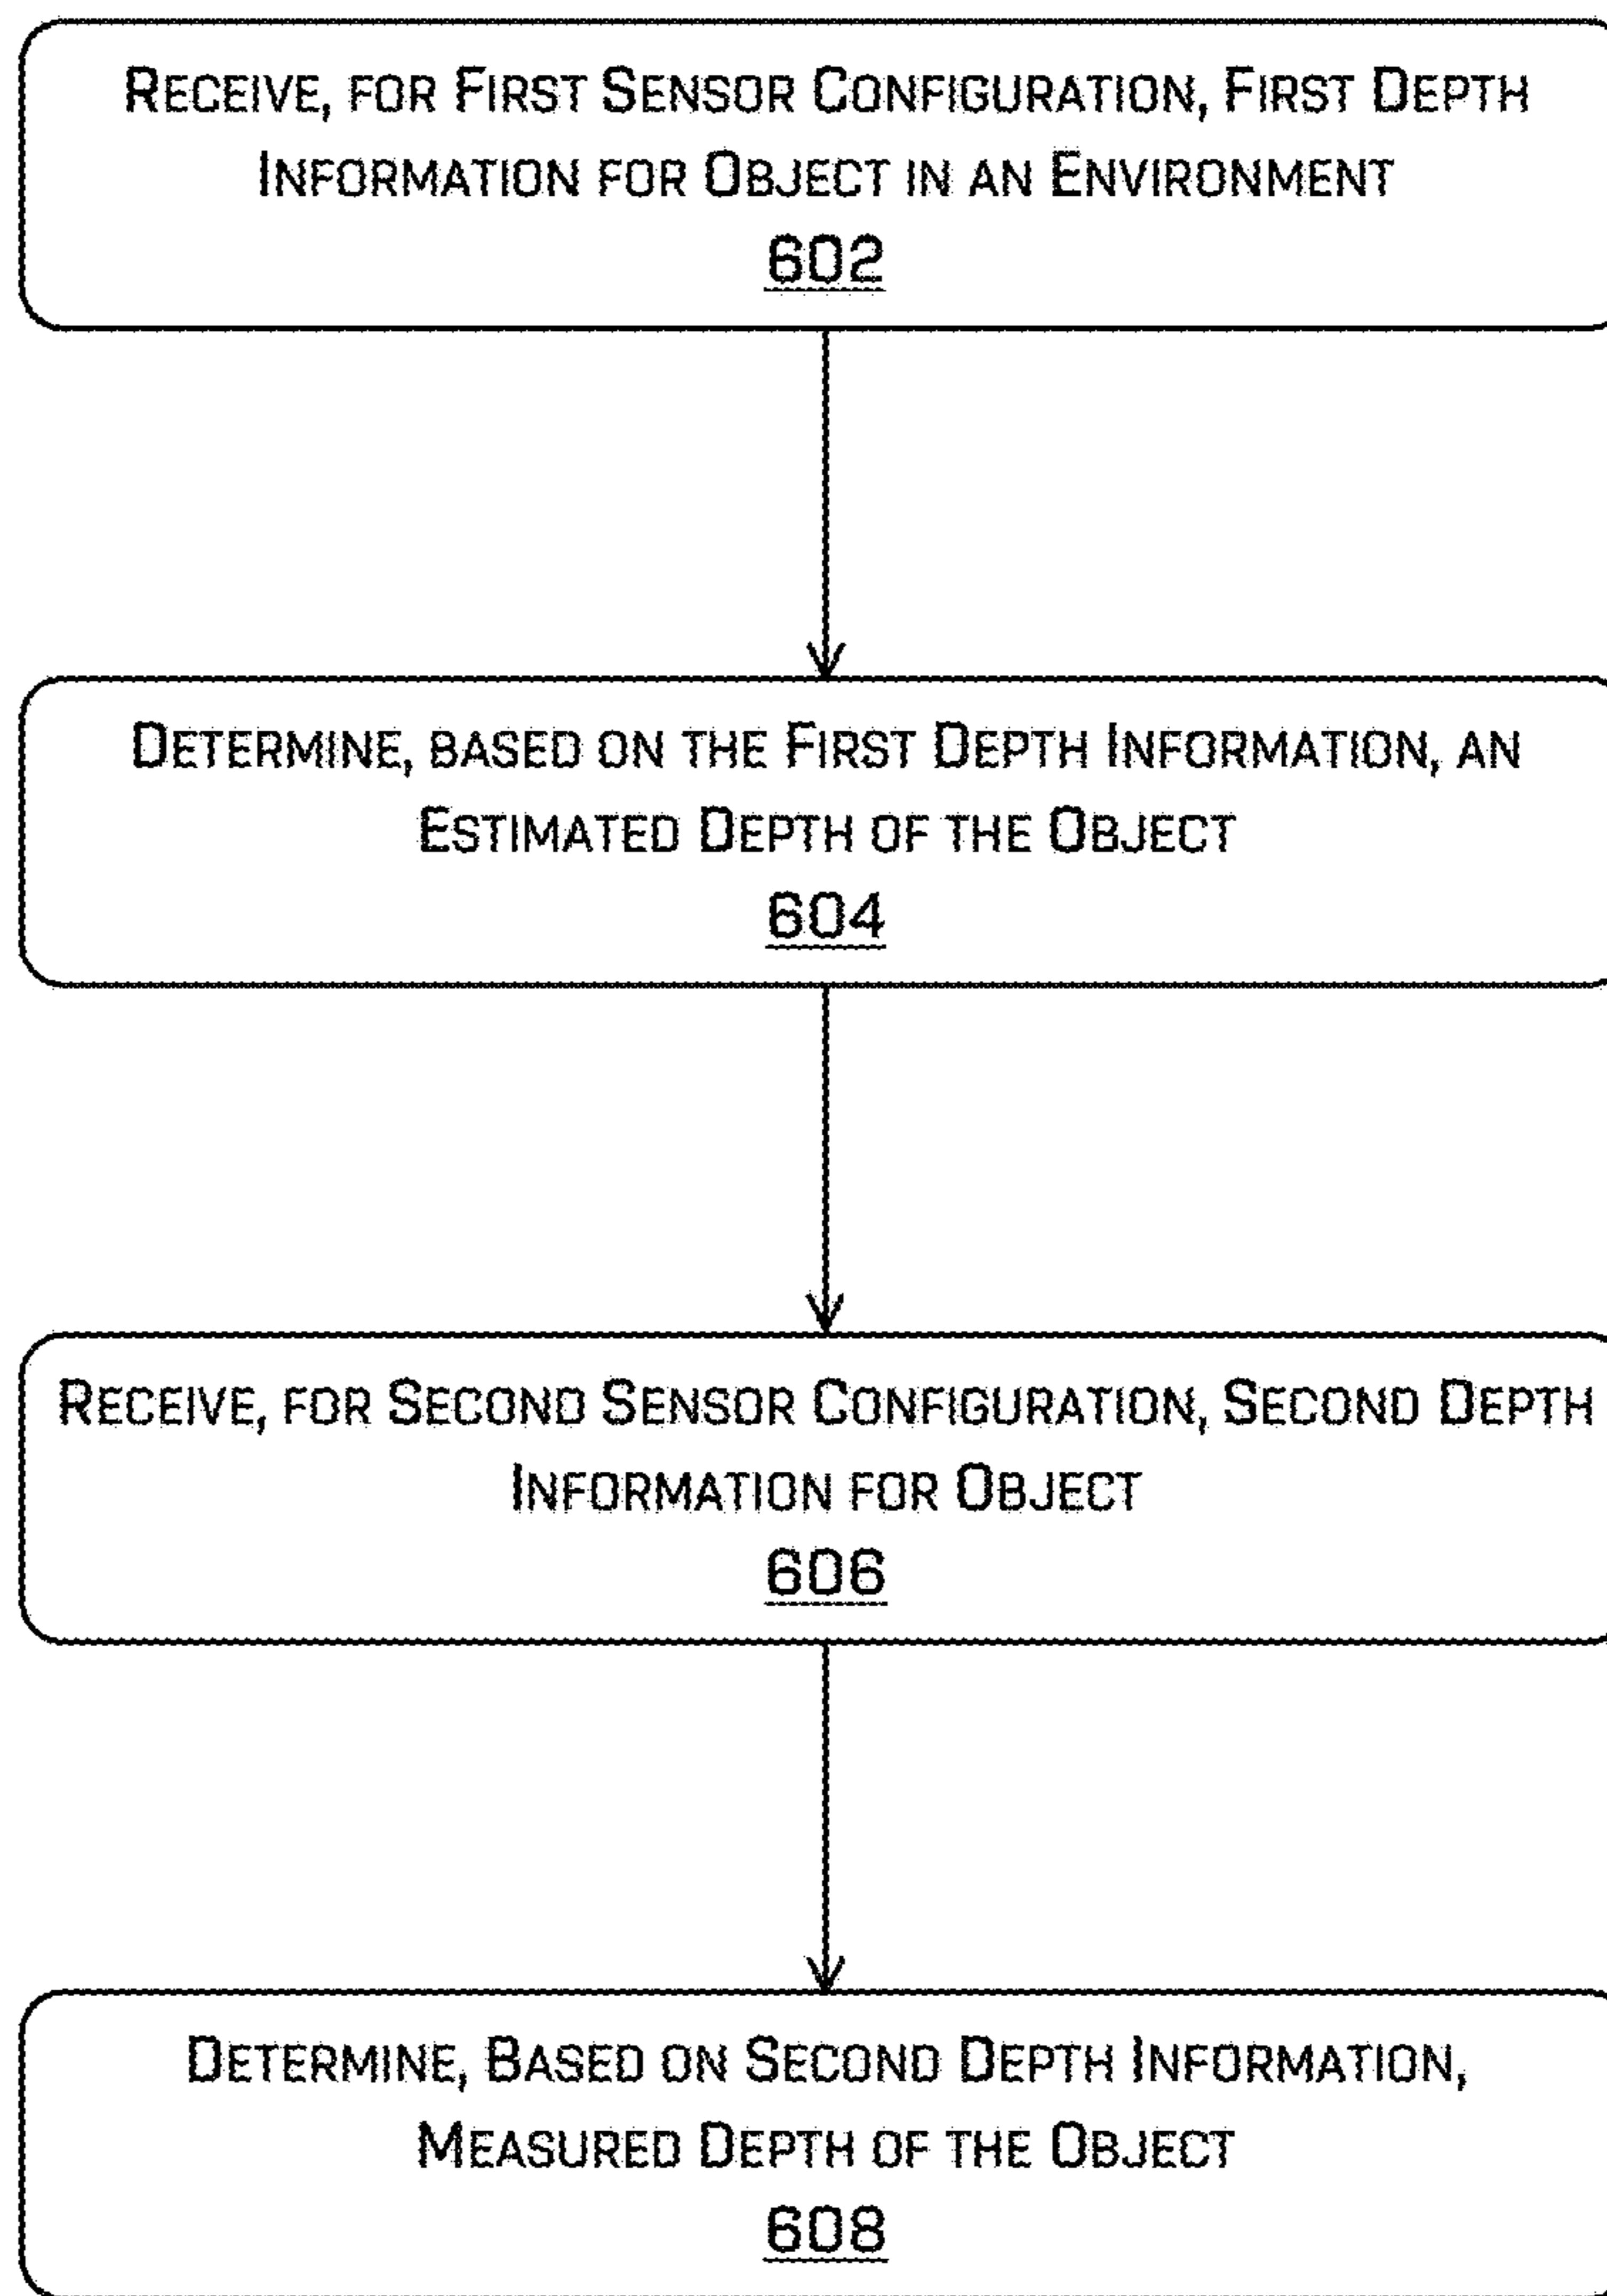 Receive, for First Sensor Configuration, First Depth
Information for Object in an Environment
602
Determine, based on the First Depth Information, an
Estimated Depth of the Object
604
Receive, for Second Sensor Configuration, Second Depth
Information for Object
606
Determine, Based on Second Depth Information,
Measured Depth of the Object
608